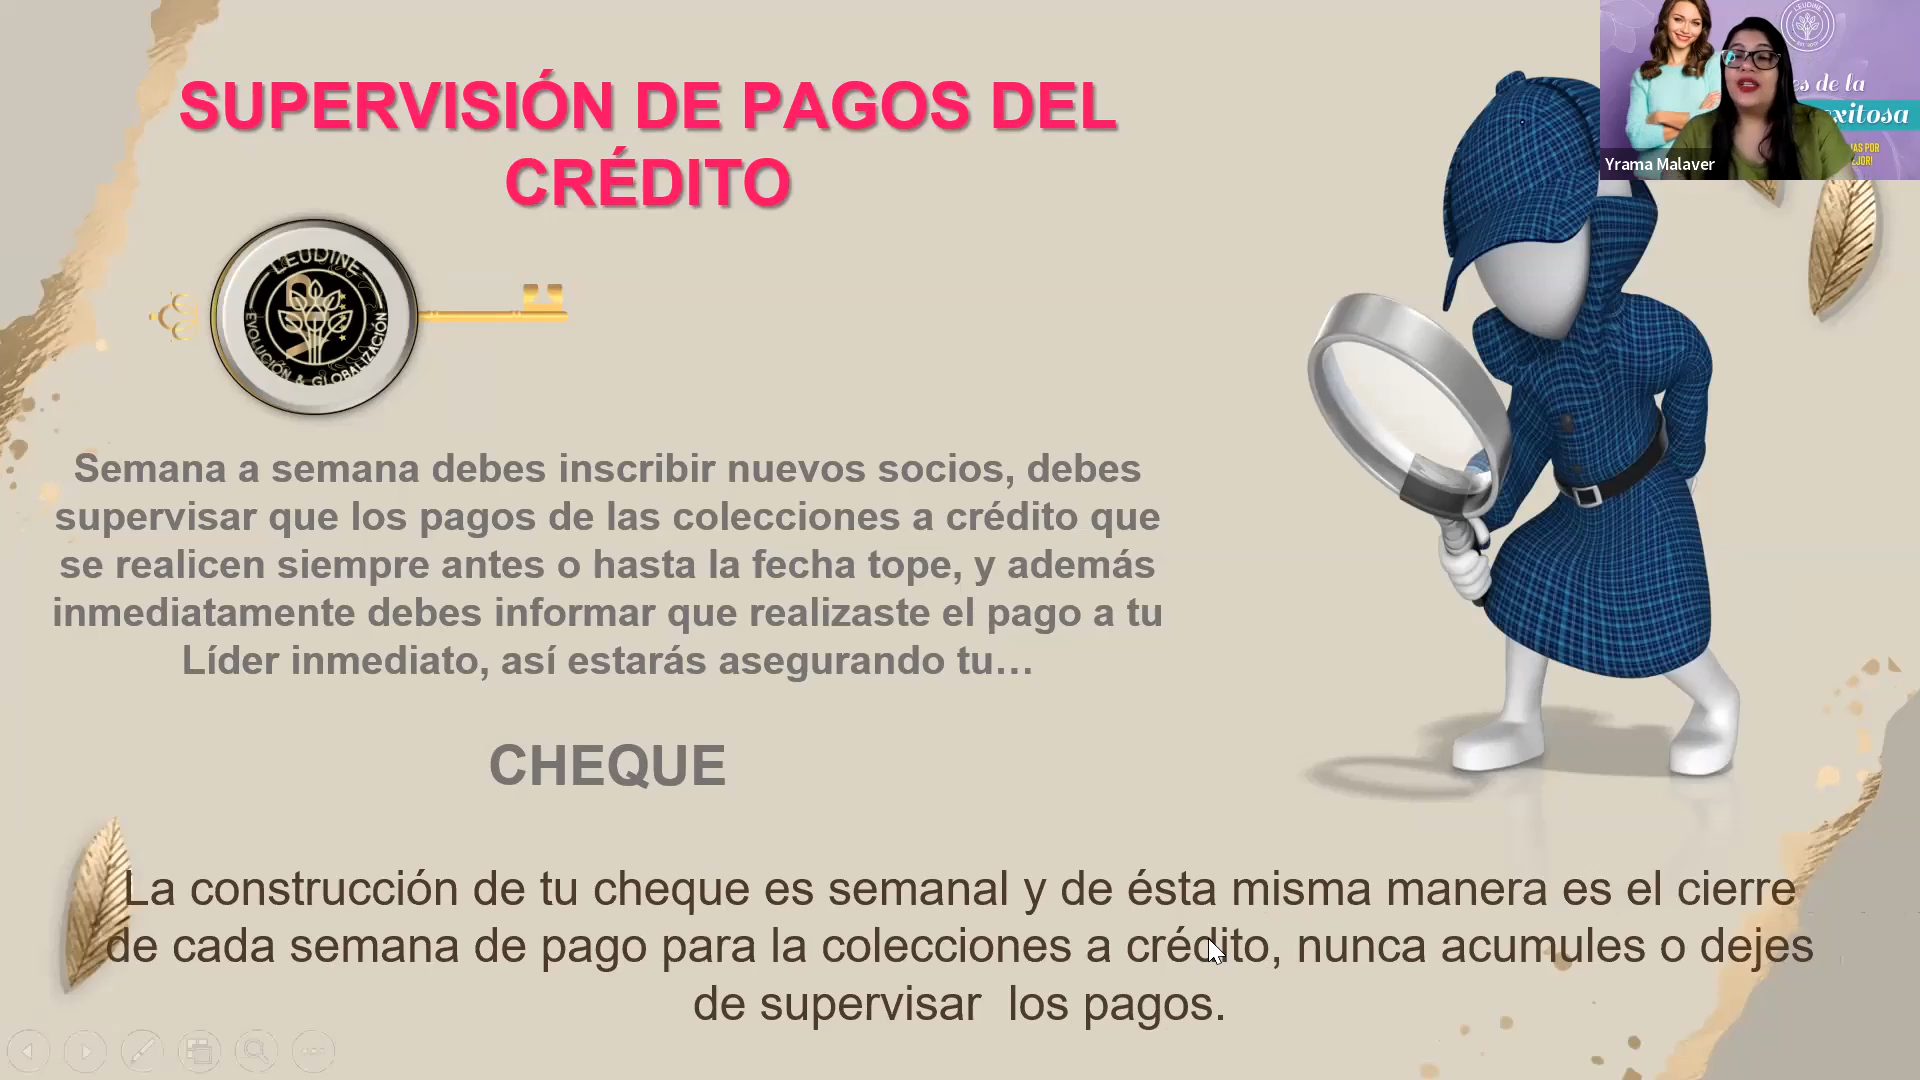 SUPERVISIÓN DE PAGOS DEL
CRÉDITO
L'EUDINE
EVOLUCIÓN & GLOBALIZACIÓN
Semana a semana debes inscribir nuevos socios, debes
supervisar que los pagos de las colecciones a crédito que
se realicen siempre antes o hasta la fecha tope, y además
inmediatamente debes informar que realizaste el pago a tu
Líder inmediato, así estarás asegurando tu…
CHEQUE
La construcción de tu cheque es semanal y de ésta misma manera es el cierre
de cada semana de pago para la colecciones a crédito, nunca acumules o dejes
de supervisar los pagos.
L'EUDINE
de la
xitosa
POR
Yrama Malaver